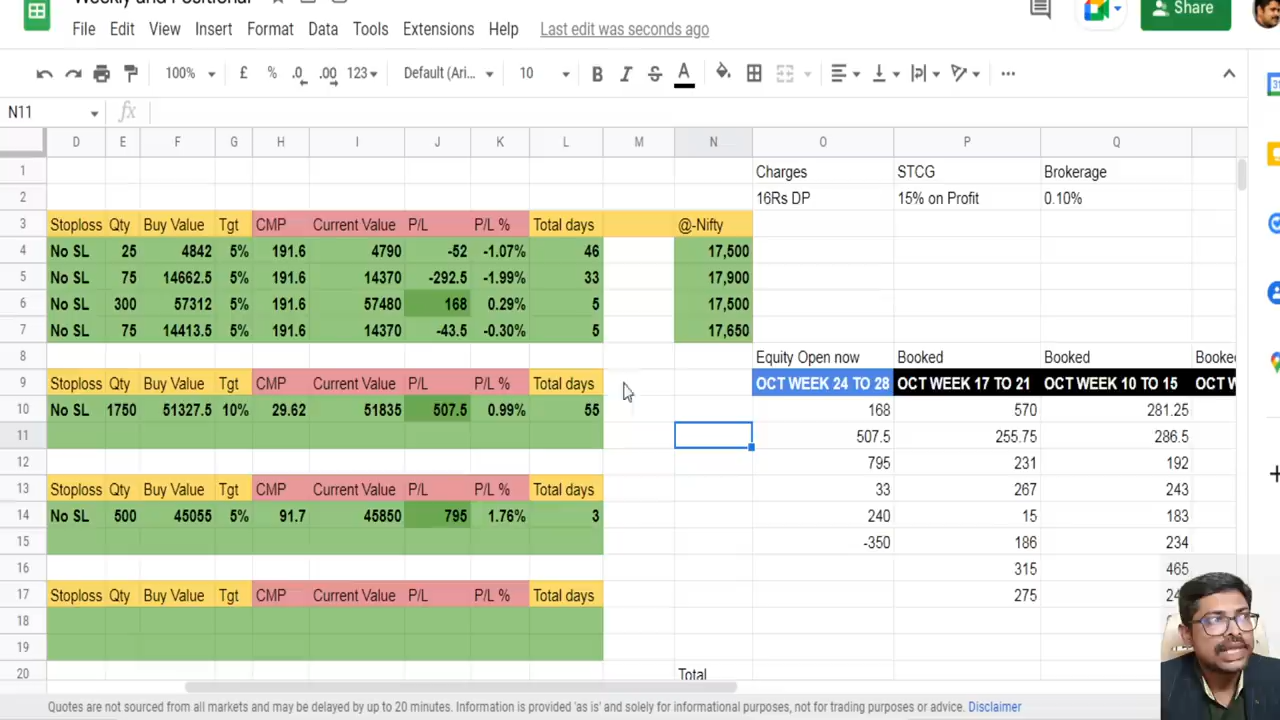 Weekly and Positional
File Edit View Insert Format Data Tools Extensions Help Last edit was seconds ago
Share
100% £ % .0 .00 123 Default (Ari... 10 B I S A
N11 fx
D E F G H I J K L M N O P Q
1 Charges STCG Brokerage
2 16Rs DP 15% on Profit 0.10%
3 Stoploss Qty Buy Value Tgt CMP Current Value P/L P/L % Total days @-Nifty
4 No SL 25 4842 5% 191.6 4790 -52 -1.07% 46 17,500
5 No SL 75 14662.5 5% 191.6 14370 -292.5 -1.99% 33 17,900
6 No SL 300 57312 5% 191.6 57480 168 0.29% 5 17,500
7 No SL 75 14413.5 5% 191.6 14370 -43.5 -0.30% 5 17,650
8 Equity Open now Booked Booked Booked
9 Stoploss Qty Buy Value Tgt CMP Current Value P/L P/L % Total days OCT WEEK 24 TO 28 OCT WEEK 17 TO 21 OCT WEEK 10 TO 15 OCT W
10 No SL 1750 51327.5 10% 29.62 51835 507.5 0.99% 55 168 570 281.25
11 507.5 255.75 286.5
12 795 231 192
13 Stoploss Qty Buy Value Tgt CMP Current Value P/L P/L % Total days 33 267 243
14 No SL 500 45055 5% 91.7 45850 795 1.76% 3 240 15 183
15 -350 186 234
16 315 465
17 Stoploss Qty Buy Value Tgt CMP Current Value P/L P/L % Total days 275
18
19
20 Total
Quotes are not sourced from all markets and may be delayed by up to 20 minutes. Information is provided 'as is' and solely for informational purposes, not for trading purposes or advice. Disclaimer